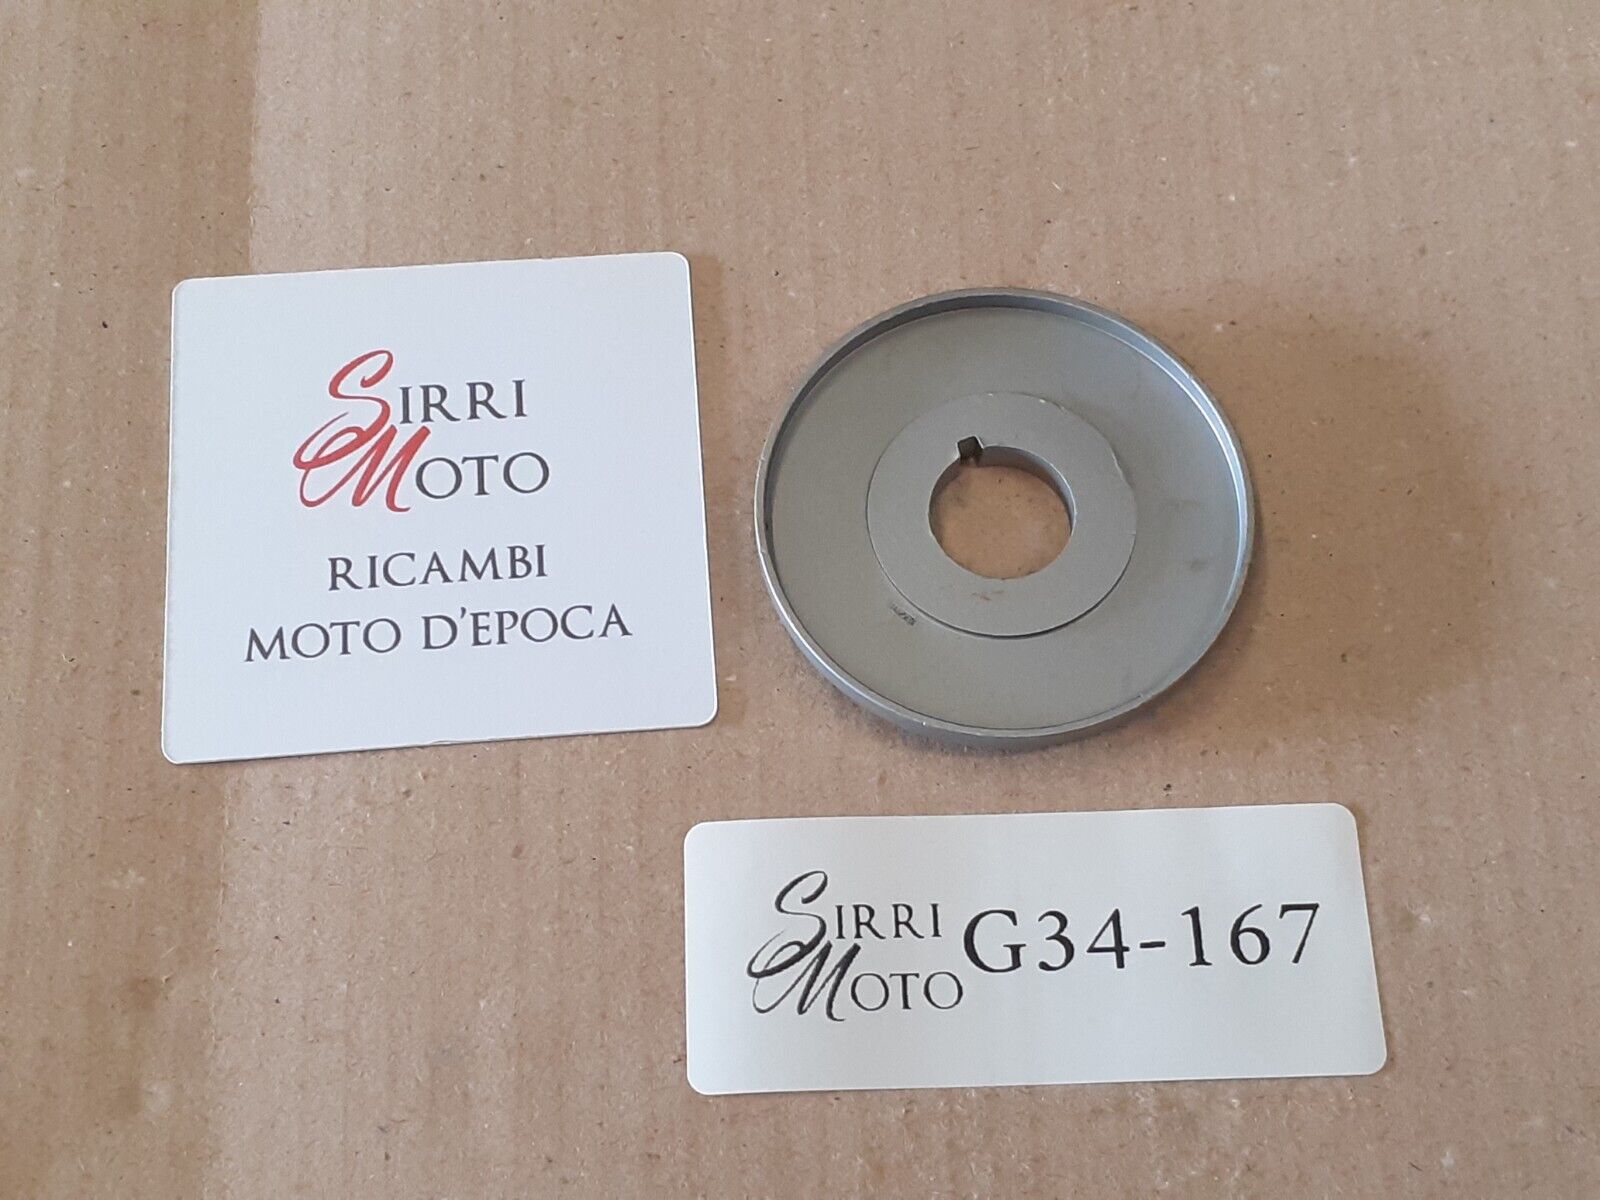 SIRRI
MOTO
RICAMBI
MOTO D'EPOCA
SIRRI
MOTO
G34-167